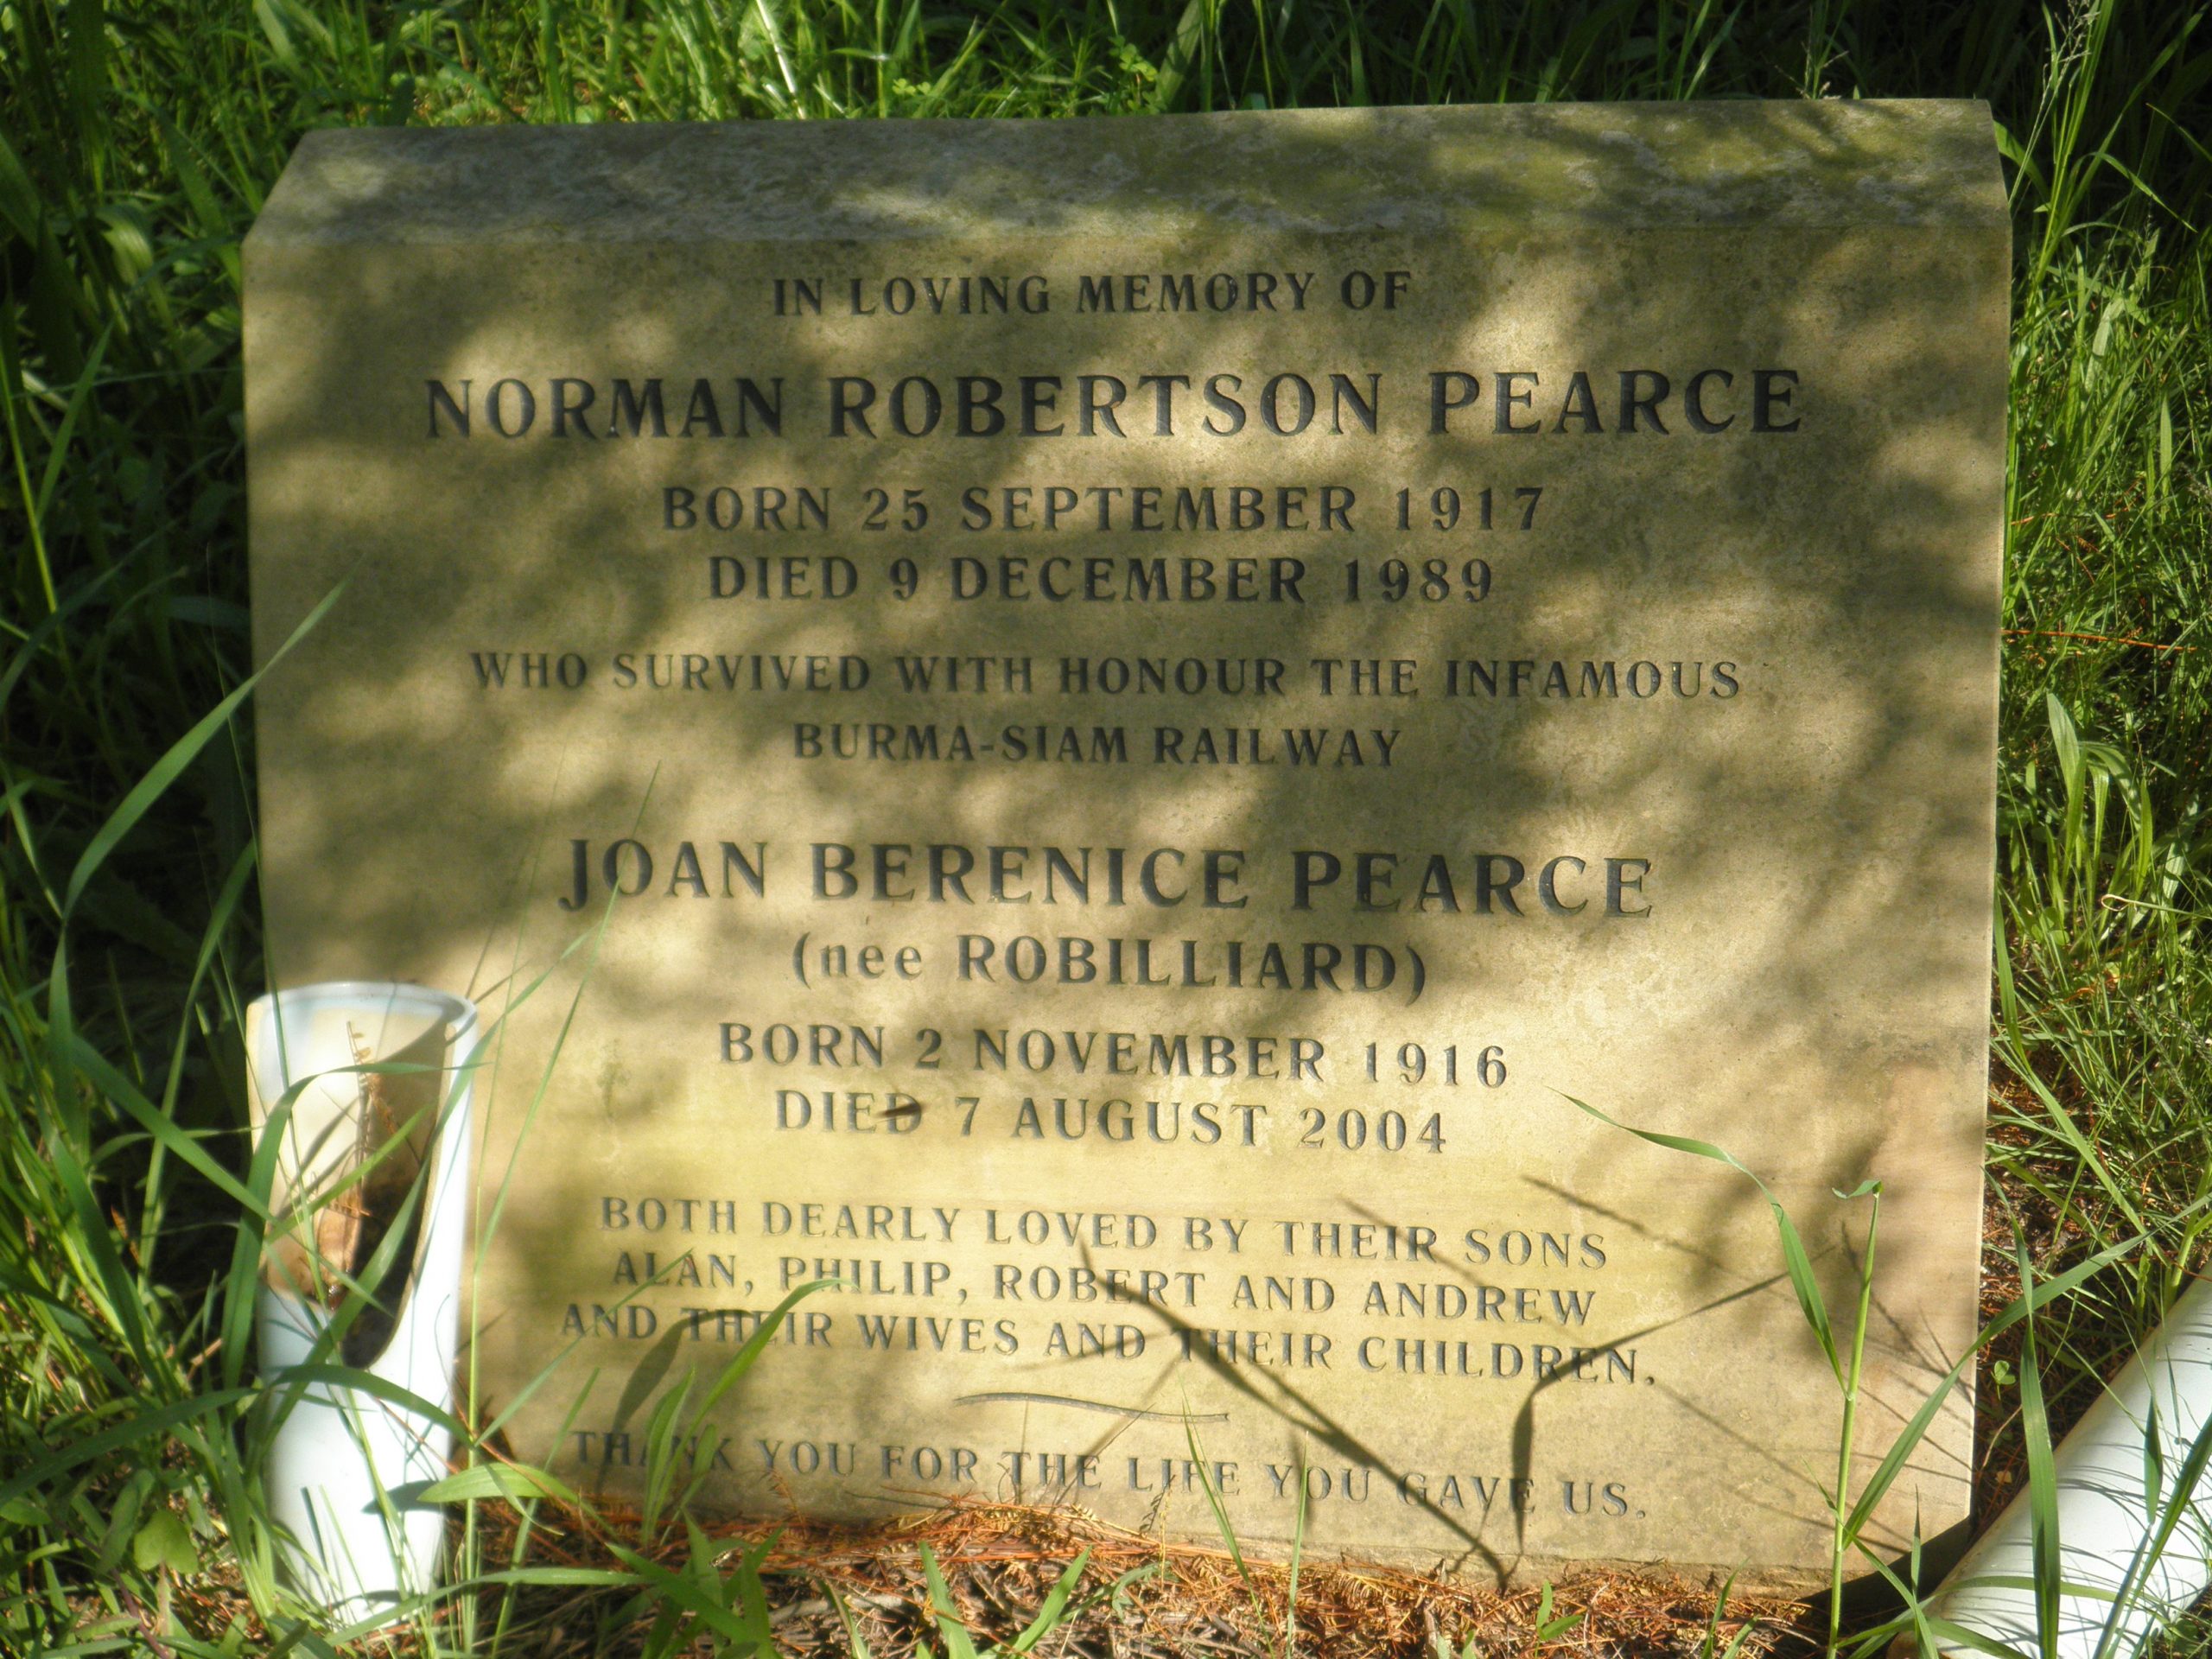 IN LOVING MEMORY OF
NORMAN ROBERTSON PEARCE
BORN 25 SEPTEMBER 1917
DIED 9 DECEMBER 1989
WHO SURVIVED WITH HONOUR THE INFAMOUS
BURMA-SIAM RAILWAY
JOAN BERENICE PEARCE
(nee ROBILLIARD)
BORN 2 NOVEMBER 1916
DIED 7 AUGUST 2004
BOTH DEARLY LOVED BY THEIR SONS
ALAN, PHILIP, ROBERT AND ANDREW
AND THEIR WIVES AND THEIR CHILDREN.
THANK YOU FOR THE LIFE YOU GAVE US.